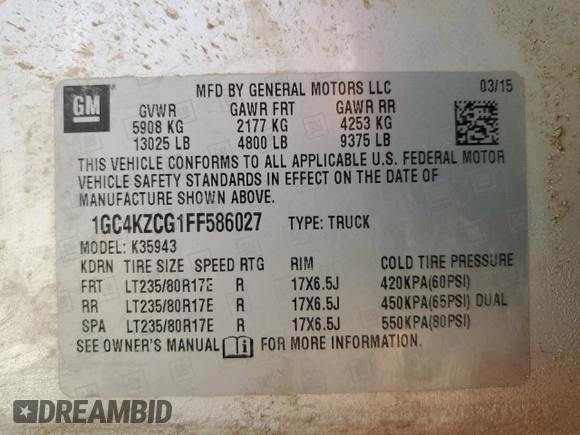 GM
MFD BY GENERAL MOTORS LLC 03/15
GVWR GAWR FRT GAWR RR
5908 KG 2177 KG 4253 KG
13025 LB 4800 LB 9375 LB
THIS VEHICLE CONFORMS TO ALL APPLICABLE U.S. FEDERAL MOTOR
VEHICLE SAFETY STANDARDS IN EFFECT ON THE DATE OF
MANUFACTURE SHOWN ABOVE.
1GC4KZCG1FF586027 TYPE: TRUCK
MODEL: K35943
KDRN TIRE SIZE SPEED RTG RIM COLD TIRE PRESSURE
FRT LT235/80R17E R 17X6.5J 420KPA(60PSI)
RR LT235/80R17E R 17X6.5J 450KPA(65PSI) DUAL
SPA LT235/80R17E R 17X6.5J 550KPA(80PSI)
SEE OWNER'S MANUAL FOR MORE INFORMATION.
DREAMBID